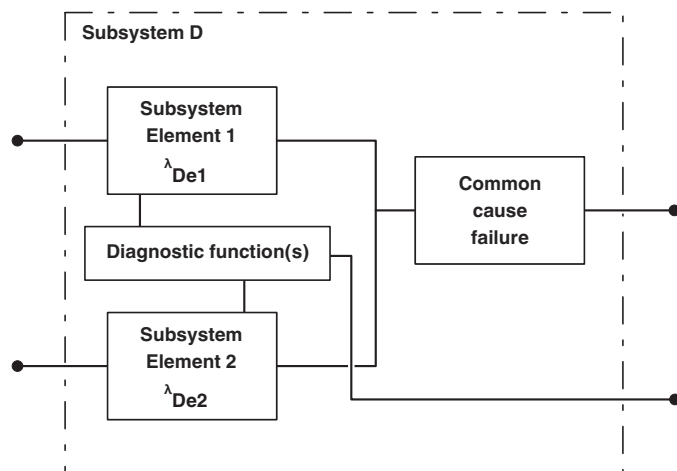 Subsystem D
Subsystem
Element 1
λDe1
Diagnostic function(s)
Subsystem
Element 2
λDe2
Common
cause
failure